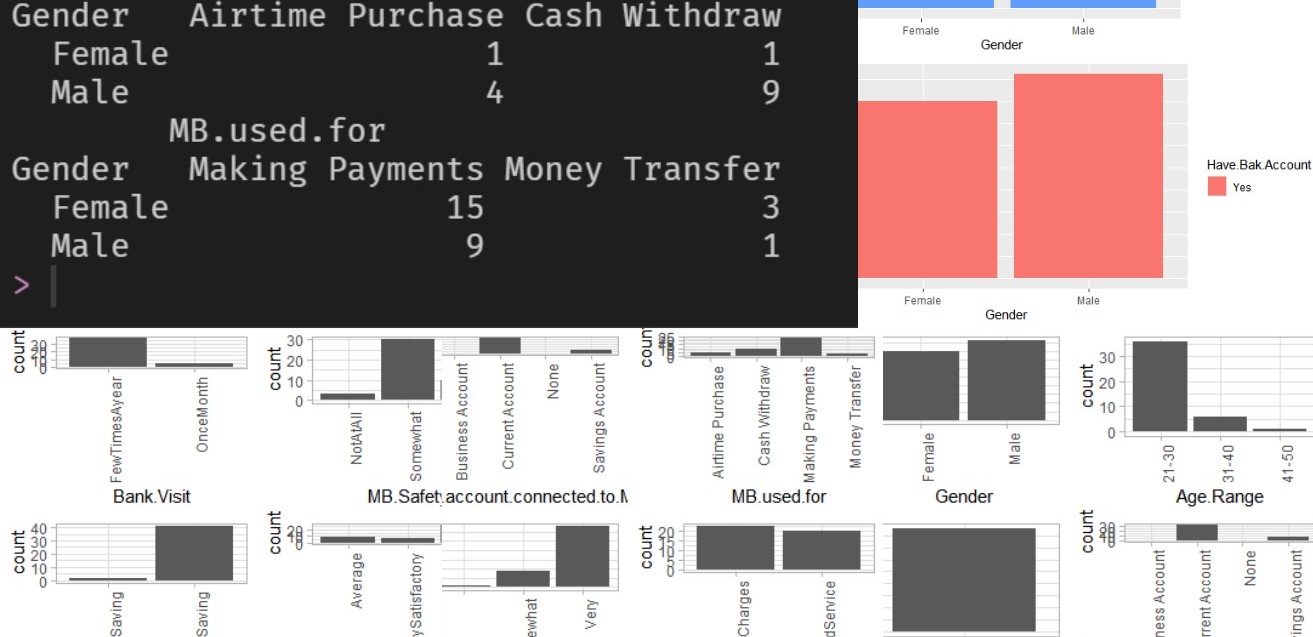 Gender   Airtime Purchase Cash Withdraw
Female 1 1
Male 4 9
MB.used.for
Gender   Making Payments Money Transfer
Female 15 3
Male 9 1
>
Female Male
Gender
Female Male
Gender
Have.Bak.Account
Yes
count
30
0
FewTimesAyear
OnceMonth
Bank.Visit
count
30
20
10
0
NotAtAll
Somewhat
MB.Safety
Business Account
Current Account
None
Savings Account
account.connected.to.M
count
Airtime Purchase
Cash Withdraw
Making Payments
Money Transfer
MB.used.for
Female
Male
Gender
count
30
20
10
0
21-30
31-40
41-50
Age.Range
count
40
30
20
10
0
Saving
Saving
count
20
10
0
Average
ySatisfactory
ewhat
Very
count
20
15
10
5
0
Charges
dService
count
30
0
ness Account
rrent Account
None
ings Account